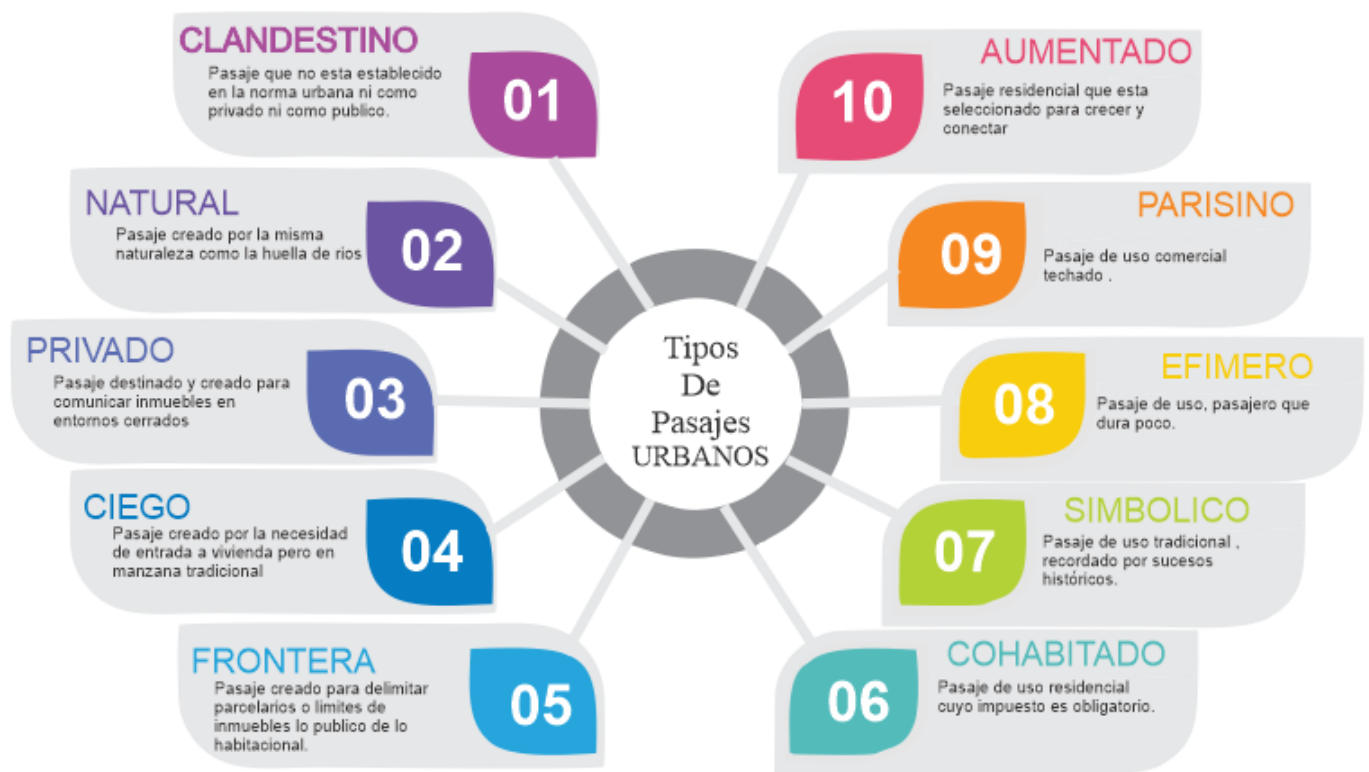 Tipos
De
Pasajes
URBANOS
CLANDESTINO
Pasaje que no esta establecido
en la norma urbana ni como
privado ni como publico.
01
NATURAL
Pasaje creado por la misma
naturaleza como la huella de rios
02
PRIVADO
Pasaje destinado y creado para
comunicar inmuebles en
entornos cerrados
03
CIEGO
Pasaje creado por la necesidad
de entrada a vivienda pero en
manzana tradicional
04
FRONTERA
Pasaje creado para delimitar
parcelarios o limites de
inmuebles lo publico de lo
habitacional.
05
COHABITADO
Pasaje de uso residencial
cuyo impuesto es obligatorio.
06
SIMBOLICO
Pasaje de uso tradicional ,
recordado por sucesos
históricos.
07
EFIMERO
Pasaje de uso, pasajero que
dura poco.
08
PARISINO
Pasaje de uso comercial
techado .
09
AUMENTADO
Pasaje residencial que esta
seleccionado para crecer y
conectar
10